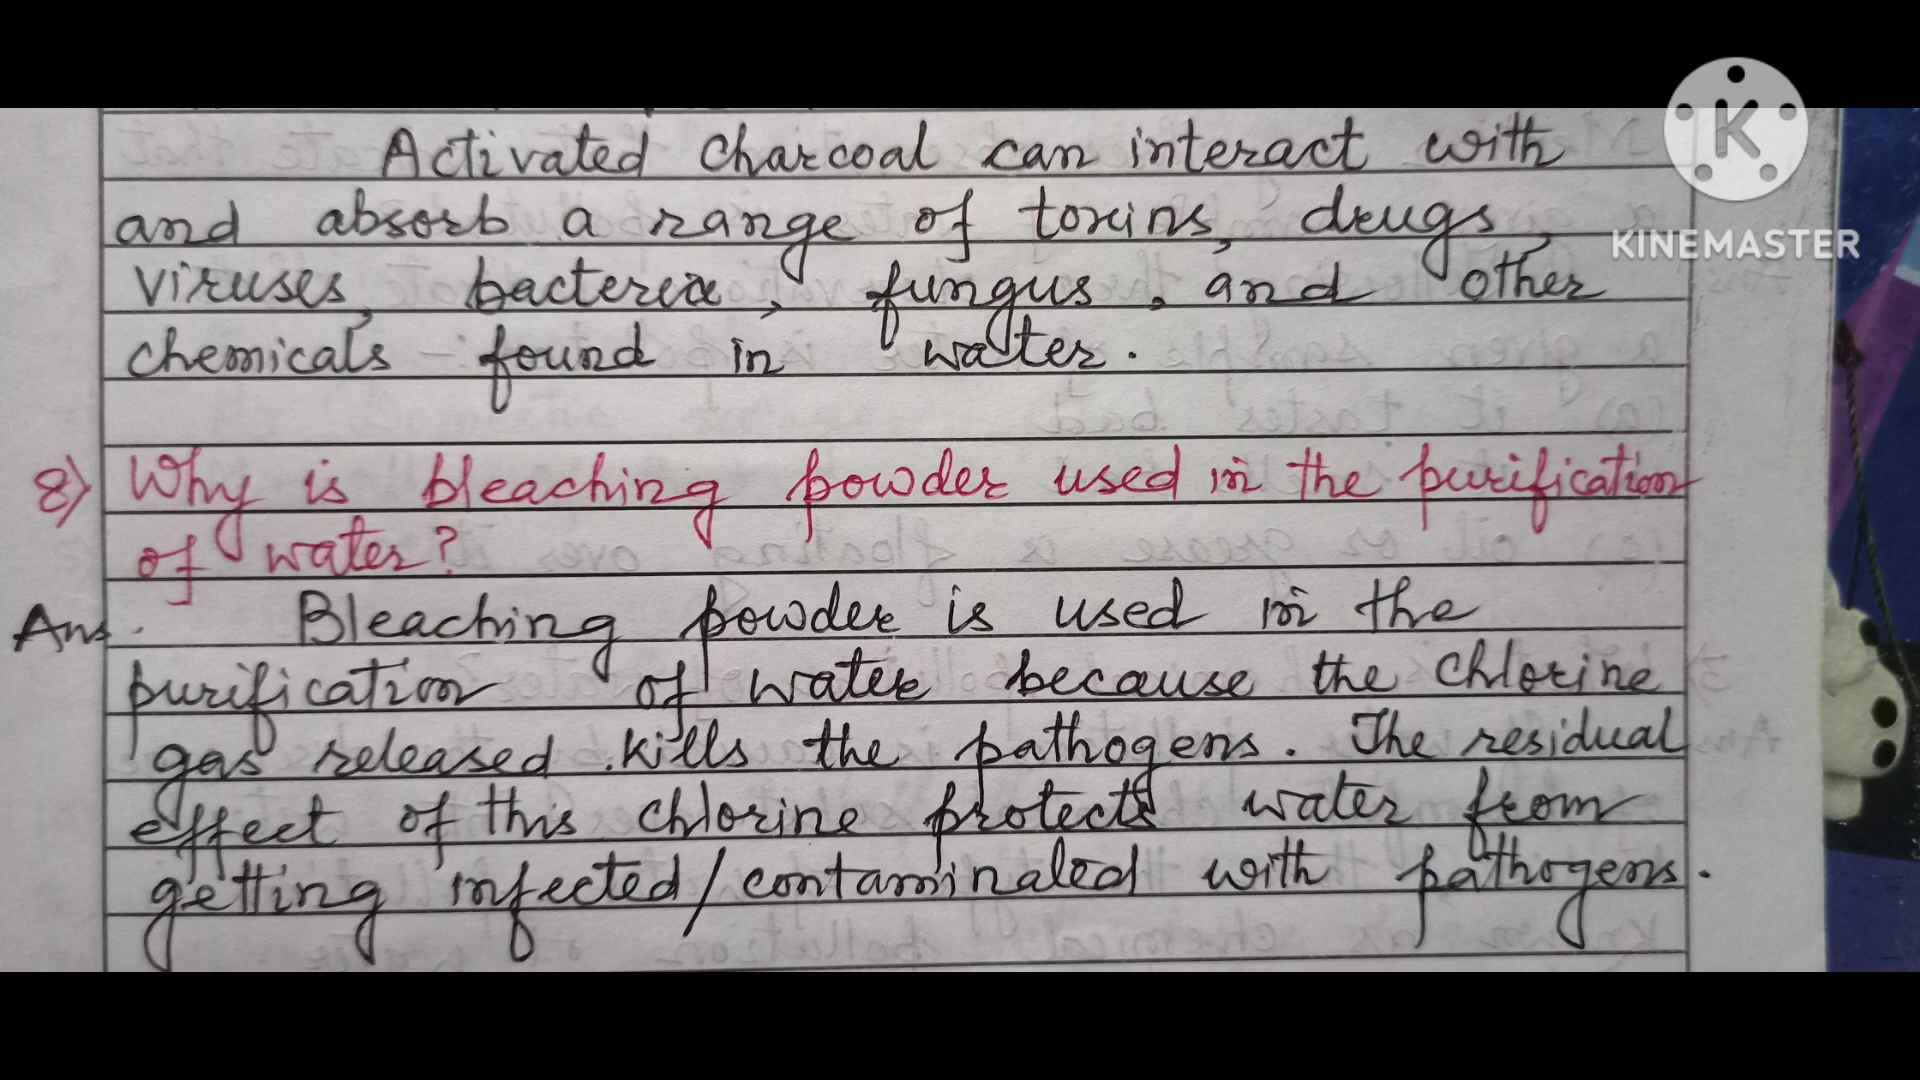 Activated charcoal can interact with
and absorb a range of toxins, drugs,
viruses, bacteria, fungus, and other
chemicals found in water.
8) Why is bleaching powder used in the purification
of water?
Ans. Bleaching powder is used in the
purification of water because the chlorine
gas released kills the pathogens. The residual
effect of this chlorine protects water from
getting infected/contaminated with pathogens.
KINEMASTER